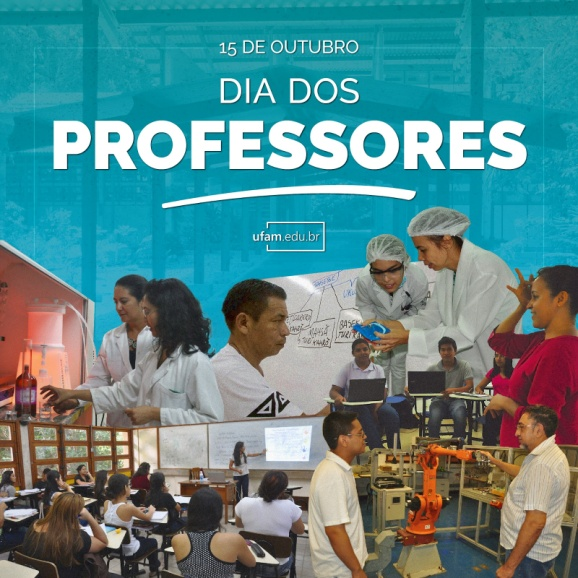 15 DE OUTUBRO
DIA DOS
PROFESSORES
ufam.edu.br